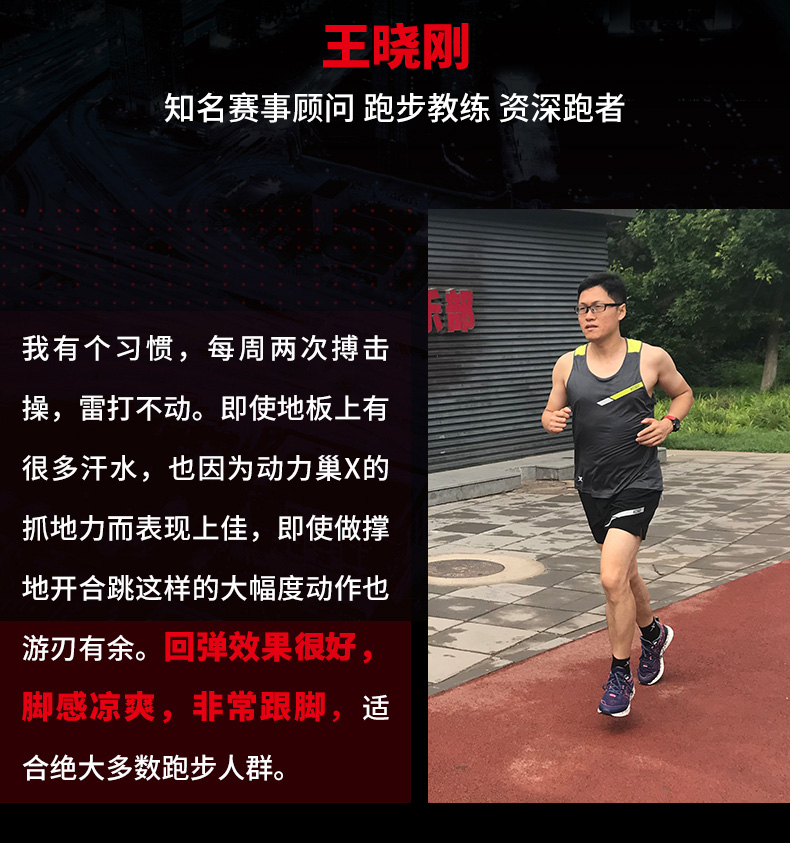 王晓刚
知名赛事顾问 跑步教练 资深跑者
乐部
我有个习惯，每周两次搏击
操，雷打不动。即使地板上有
很多汗水，也因为动力巢X的
抓地力而表现上佳，即使做撑
地开合跳这样的大幅度动作也
游刃有余。回弹效果很好，
脚感凉爽，非常跟脚，适
合绝大多数跑步人群。